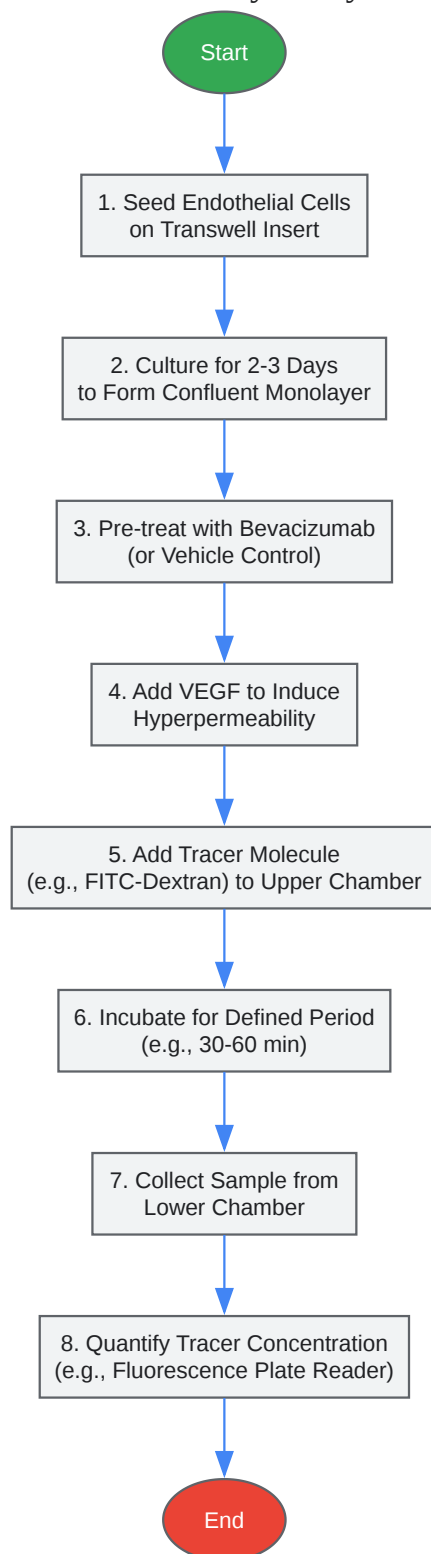 Start
1. Seed Endothelial Cells
on Transwell Insert
2. Culture for 2-3 Days
to Form Confluent Monolayer
3. Pre-treat with Bevacizumab
(or Vehicle Control)
4. Add VEGF to Induce
Hyperpermeability
5. Add Tracer Molecule
(e.g., FITC-Dextran) to Upper Chamber
6. Incubate for Defined Period
(e.g., 30-60 min)
7. Collect Sample from
Lower Chamber
8. Quantify Tracer Concentration
(e.g., Fluorescence Plate Reader)
End